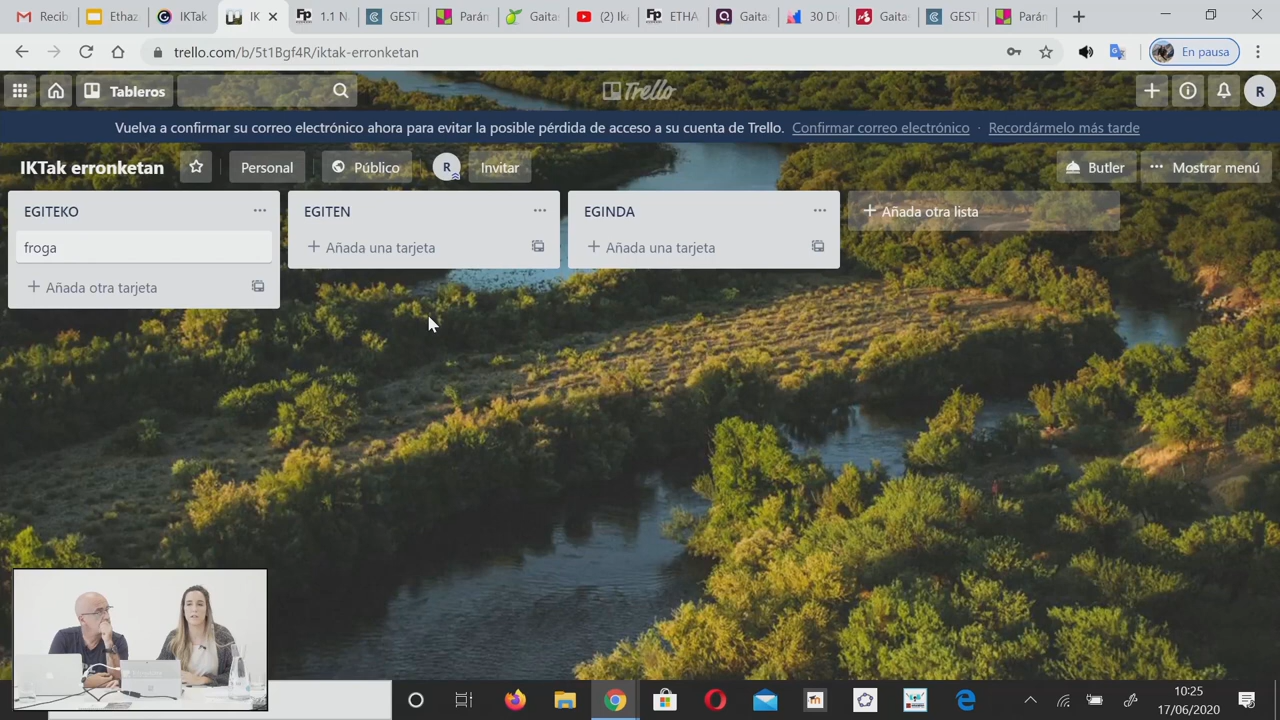 Recib
Ethaz
IKTak
IK
1.1 N
GEST
Parán
Gaitas
(2) Ik
ETHA
Gaitas
30 Di
Gaitas
GEST
Parán
trello.com/b/5t1Bgf4R/iktak-erronketan
En pausa
Tableros
Trello
R
Vuelva a confirmar su correo electrónico ahora para evitar la posible pérdida de acceso a su cuenta de Trello. Confirmar correo electrónico · Recordármelo más tarde
IKTak erronketan
Personal
Público
R
Invitar
Butler
Mostrar menú
EGITEKO
froga
Añada otra tarjeta
EGITEN
Añada una tarjeta
EGINDA
Añada una tarjeta
Añada otra lista
10:25
17/06/2020